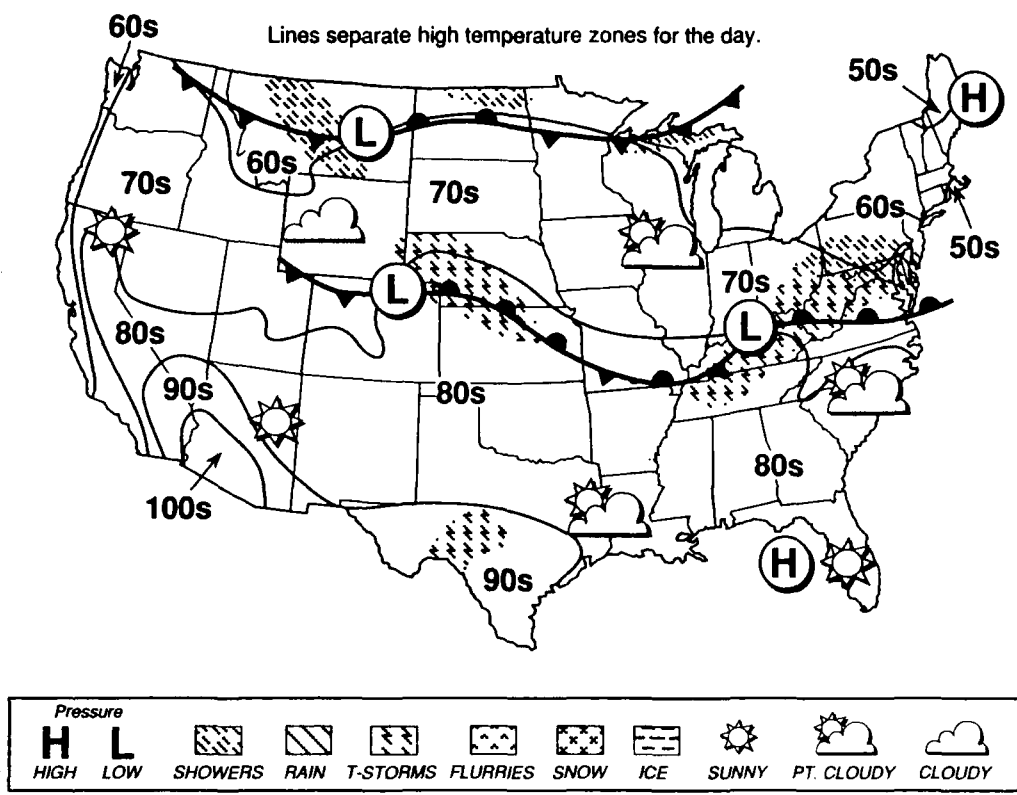 60s
Lines separate high temperature zones for the day.
50s
H
L
60s
70s
70s
60s
50s
L
70s
L
80s
90s
80s
80s
100s
H
90s
Pressure
H L
HIGH LOW SHOWERS RAIN T-STORMS FLURRIES SNOW ICE SUNNY PT. CLOUDY CLOUDY